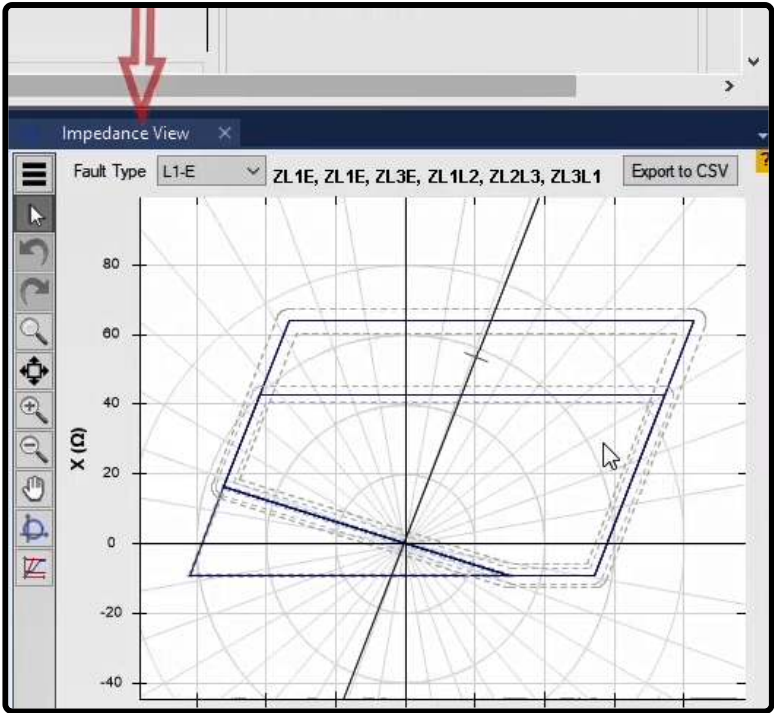 Impedance View
Fault Type L1-E ZL1E, ZL1E, ZL3E, ZL1L2, ZL2L3, ZL3L1 Export to CSV
?
80
60
40
X (Ω)
20
0
-20
-40